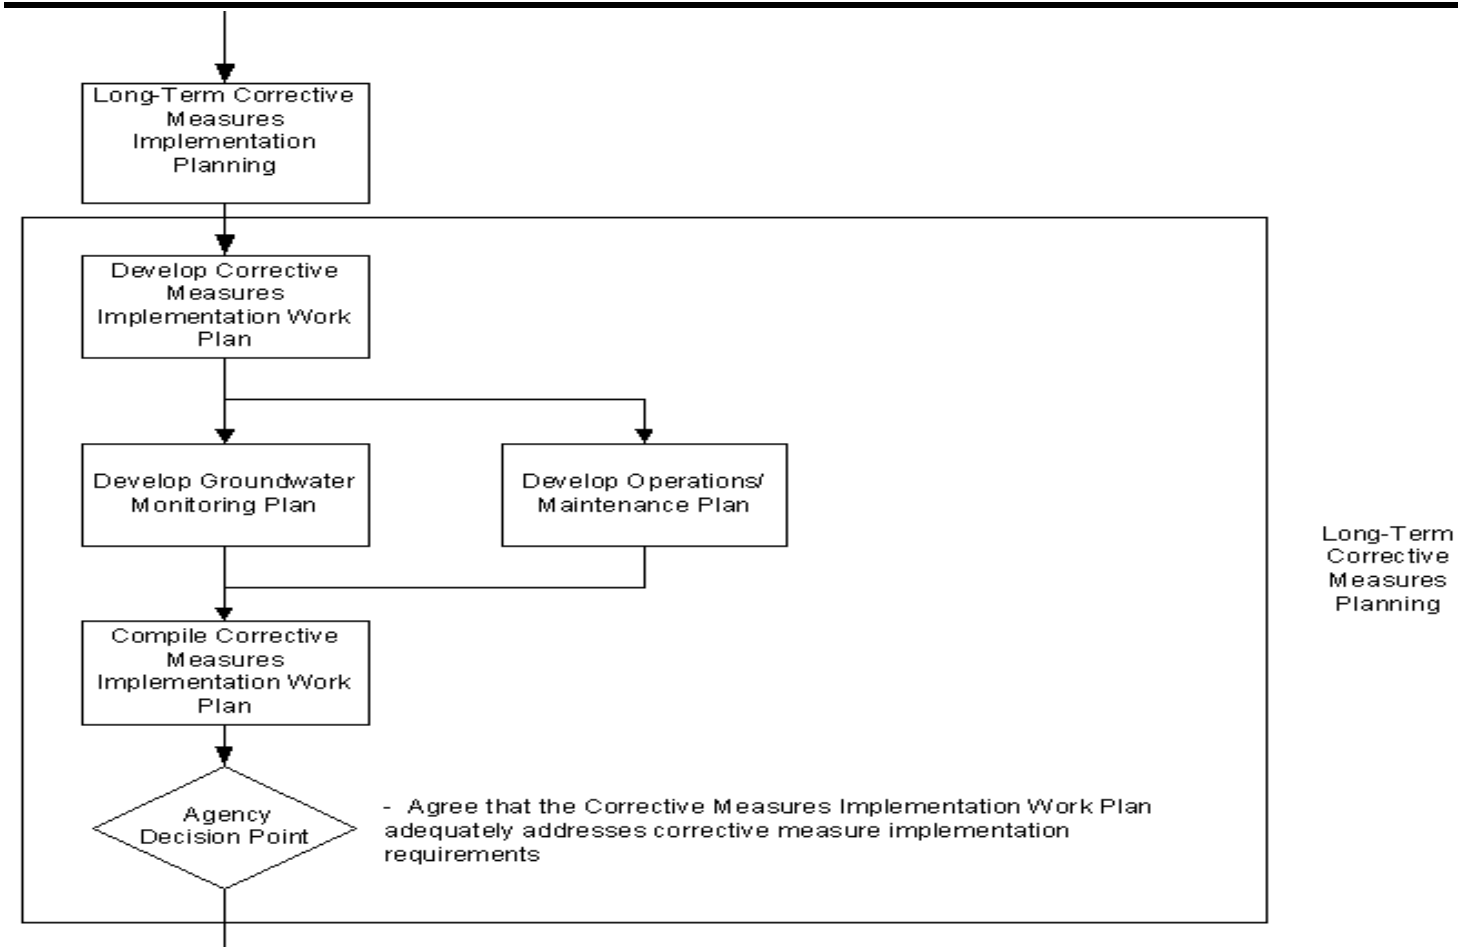 Long-Term Corrective
Measures
Implementation
Planning
Develop Corrective
Measures
Implementation Work
Plan
Develop Groundwater
Monitoring Plan
Develop Operations/
Maintenance Plan
Long-Term
Corrective
Measures
Planning
Compile Corrective
Measures
Implementation Work
Plan
Agency
Decision Point
- Agree that the Corrective Measures Implementation Work Plan
adequately addresses corrective measure implementation
requirements